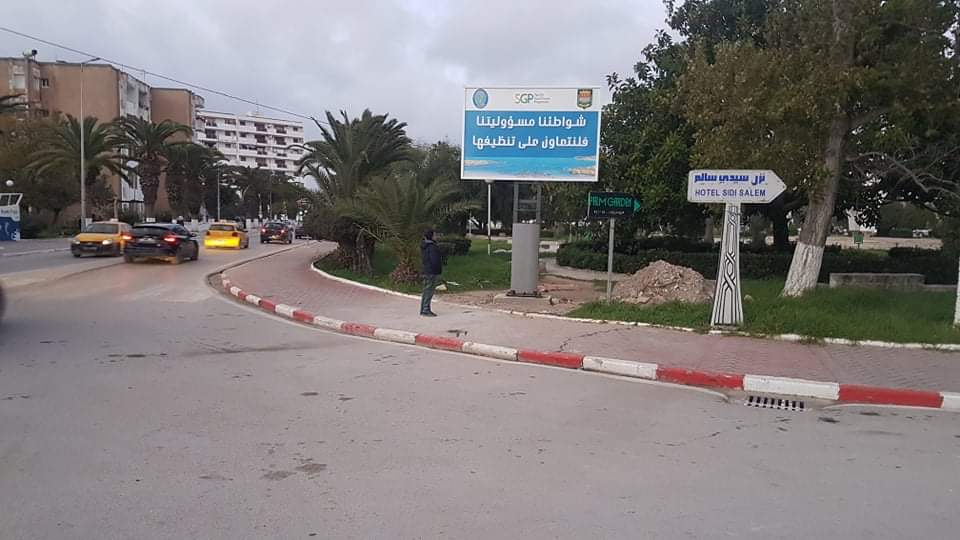 SGP
شواطئنا مسؤوليتنا
فلنتعاون على تنظيفها
PALM GARDEN
نزل سيدي سالم
HOTEL SIDI SALEM